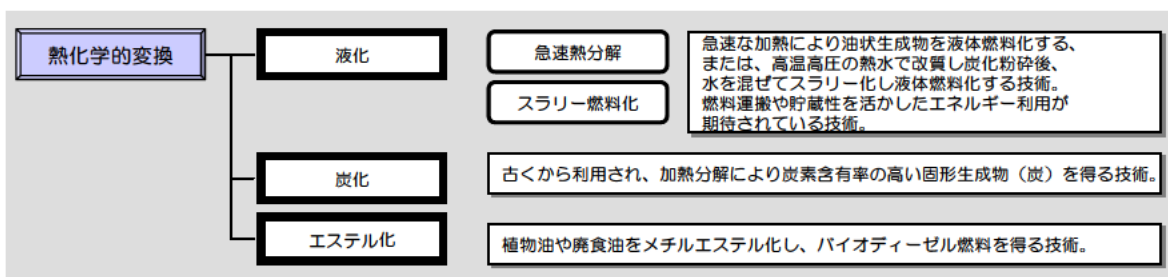 熱化学的変換
液化
急速熱分解
スラリー燃料化
急速な加熱により油状生成物を液体燃料化する、
または、高温高圧の熱水で改質し炭化粉砕後、
水を混ぜてスラリー化し液体燃料化する技術。
燃料運搬や貯蔵性を活かしたエネルギー利用が
期待されている技術。
炭化
古くから利用され、加熱分解により炭素含有率の高い固形生成物（炭）を得る技術。
エステル化
植物油や廃食油をメチルエステル化し、バイオディーゼル燃料を得る技術。